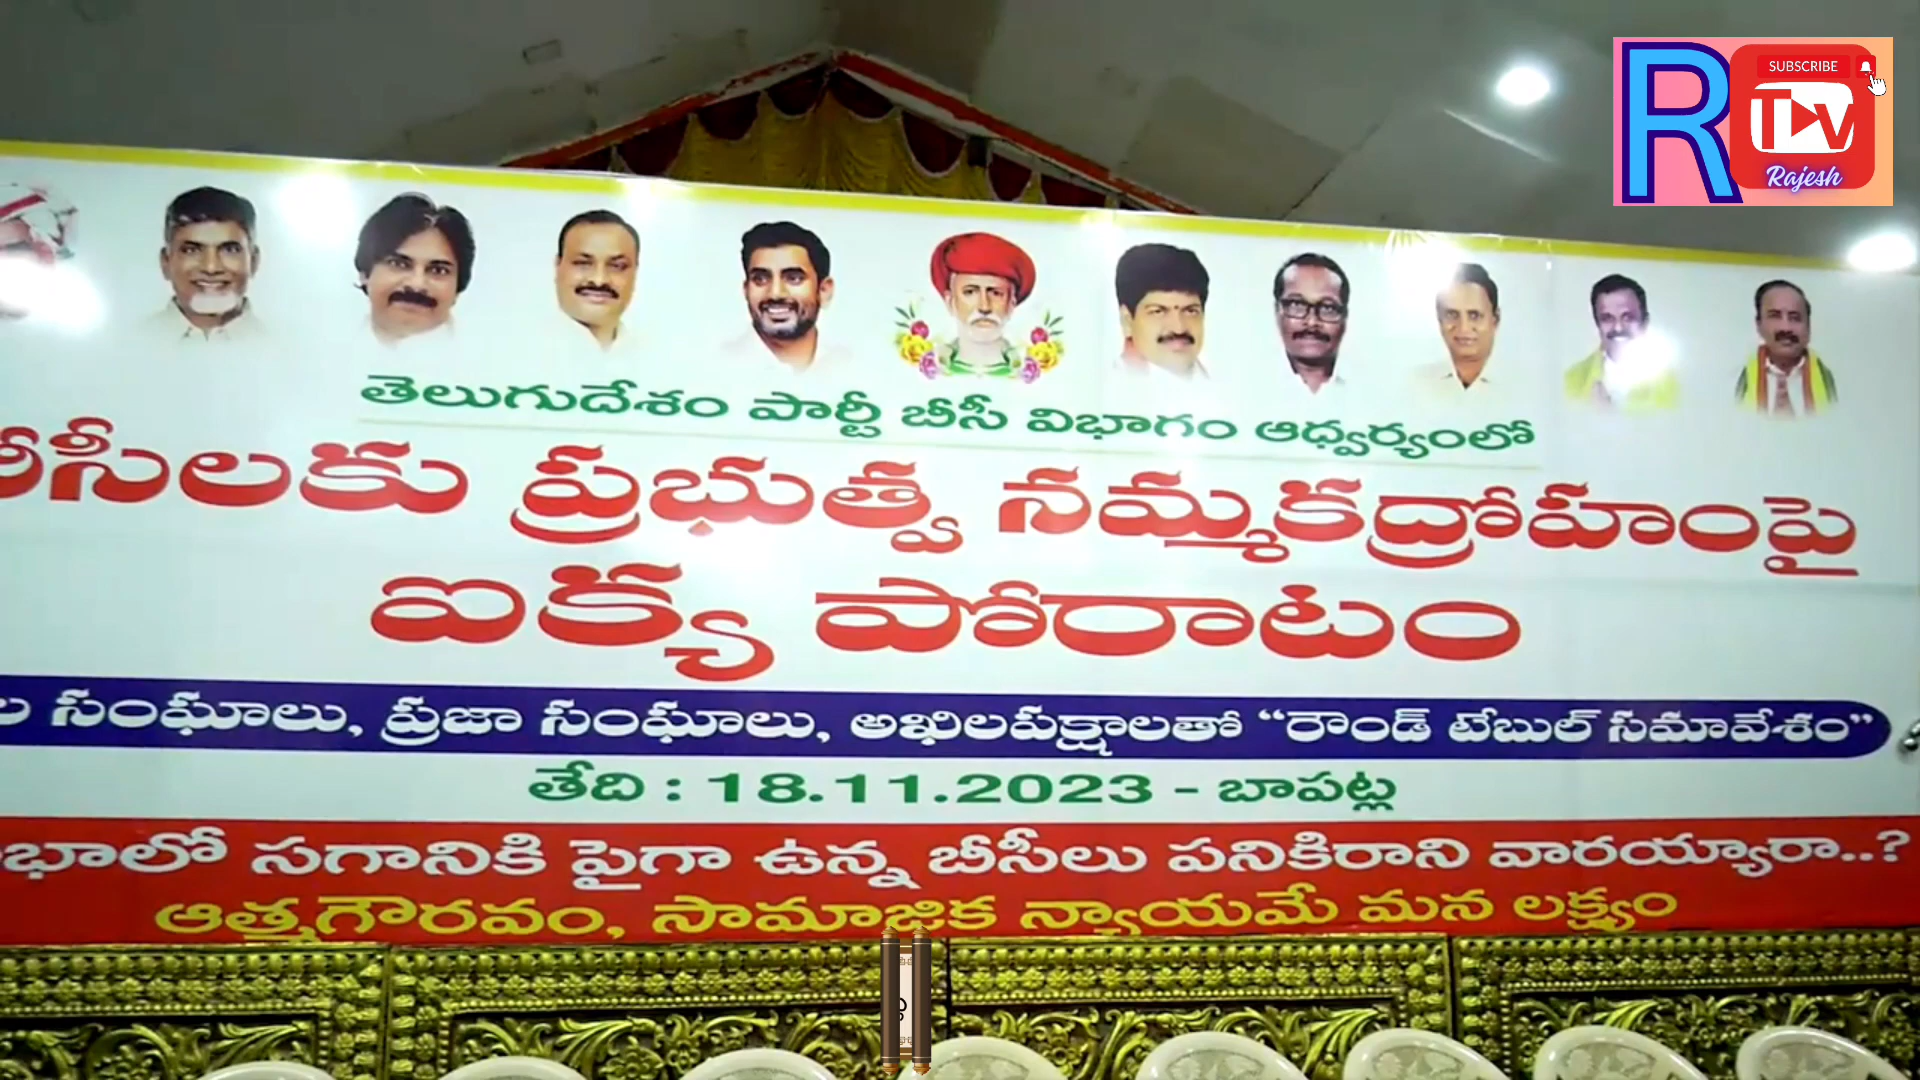 SUBSCRIBE
R TV
Rajesh
తెలుగుదేశం పార్టీ బీసీ విభాగం ఆధ్వర్యంలో
బీసీలకు ప్రభుత్వ నమ్మకద్రోహంపై
ఐక్య పోరాటం
సంఘాలు, ప్రజా సంఘాలు, అఖిలపక్షాలతో “రౌండ్ టేబుల్ సమావేశం”
తేది : 18.11.2023 - బాపట్ల
సగానికి పైగా ఉన్న బీసీలు పనికిరాని వారయ్యారా..?
ఆత్మగౌరవం, సామాజిక న్యాయమే మన లక్ష్యం